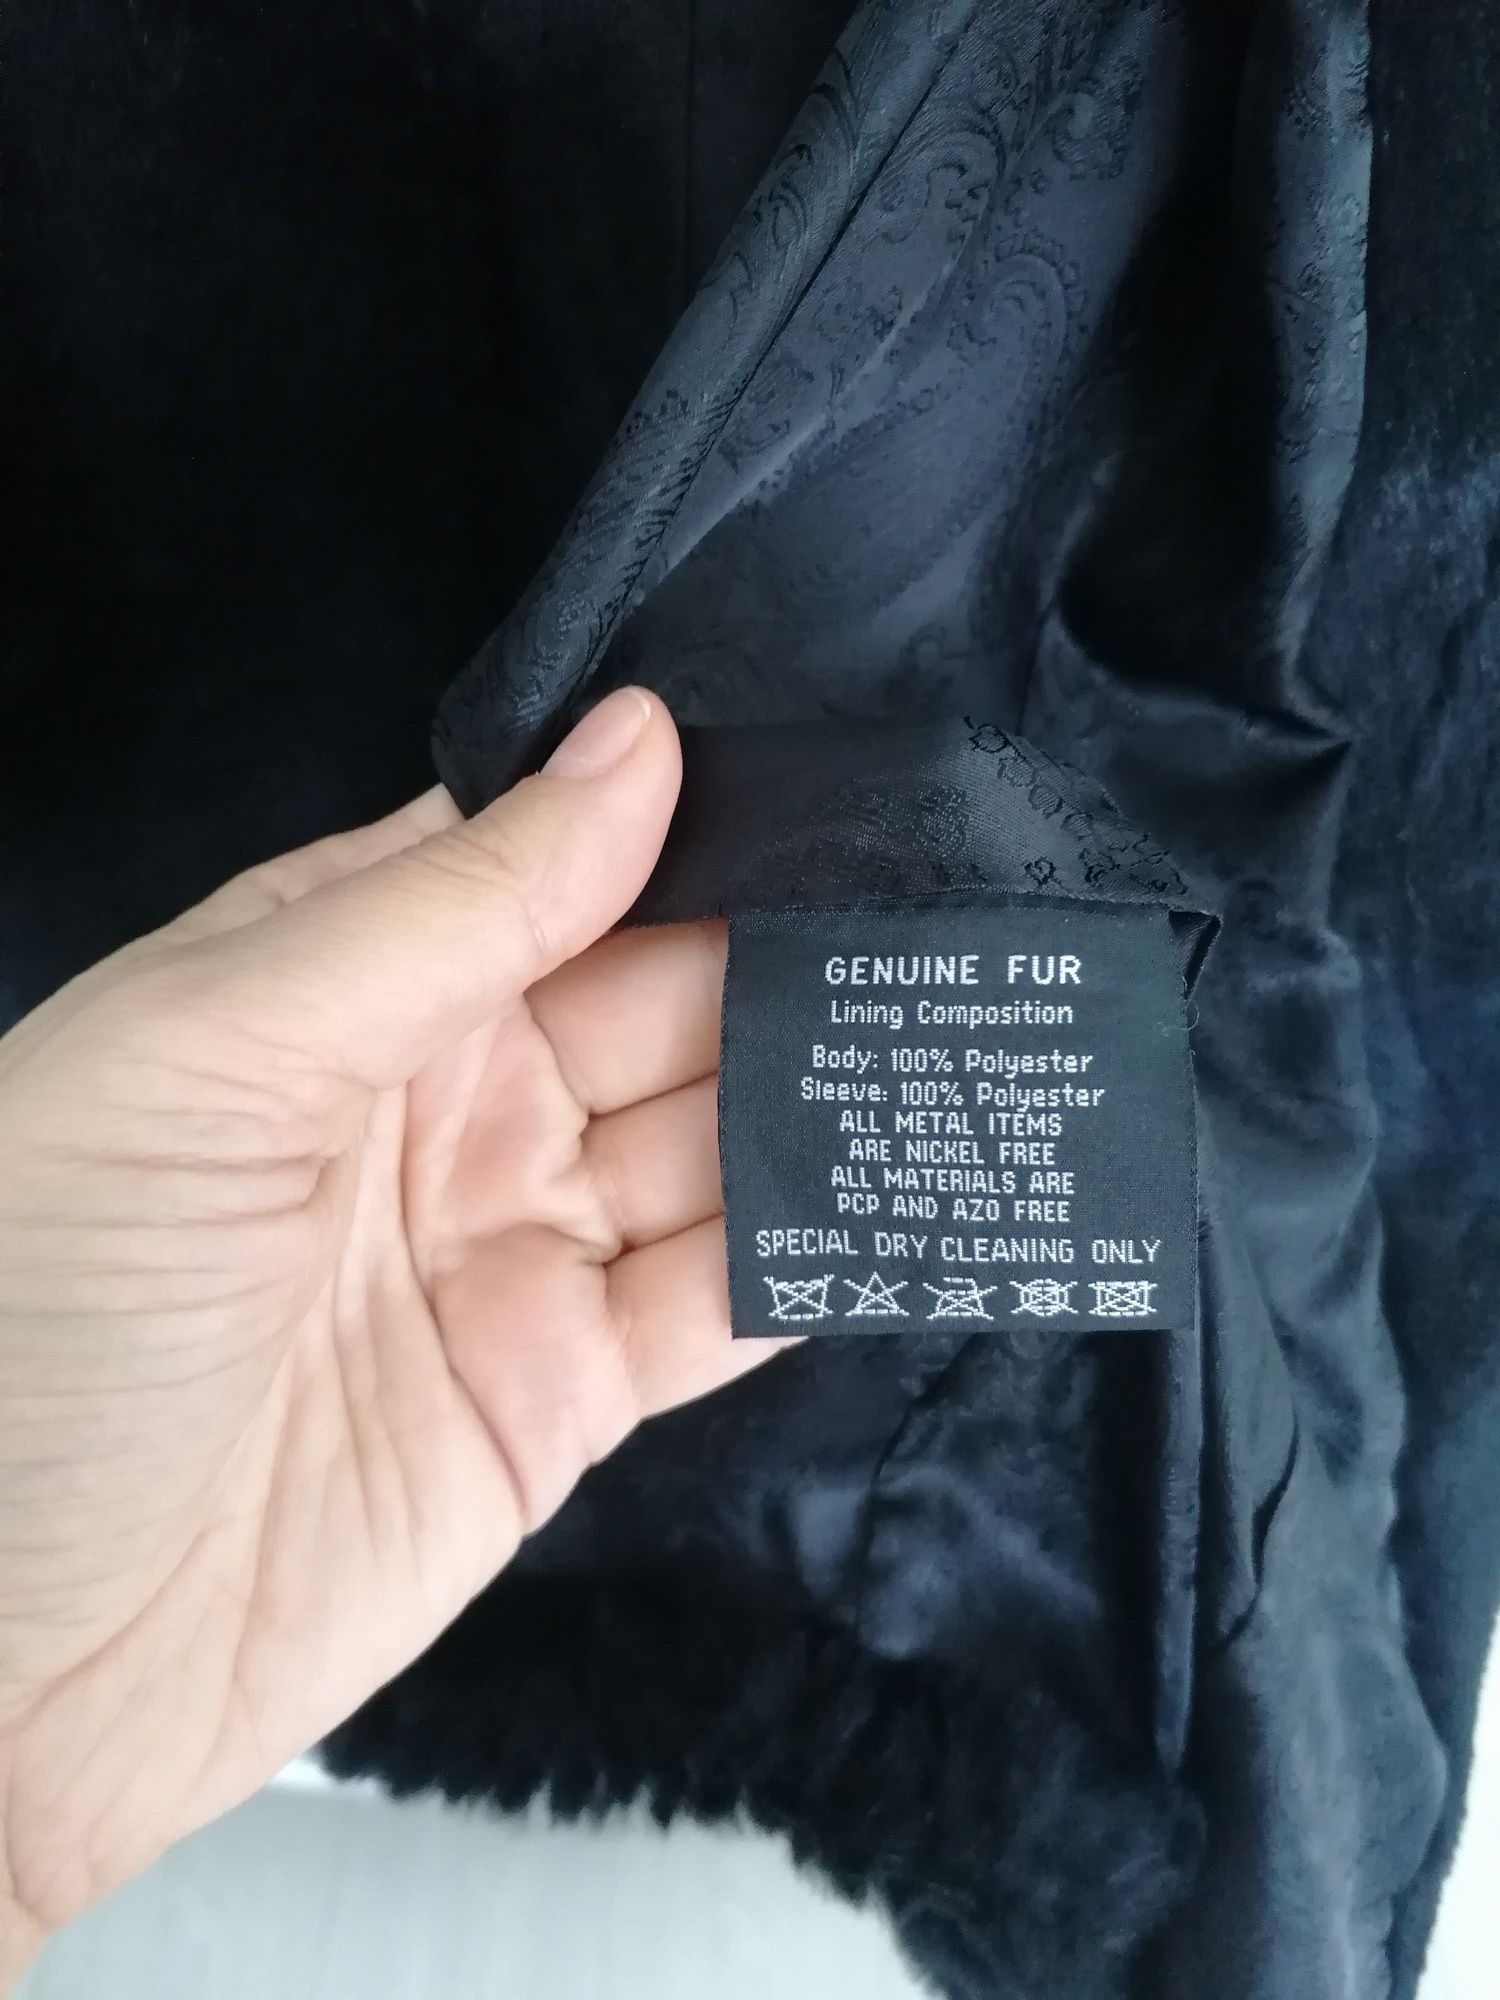 GENUINE FUR
Lining Composition
Body: 100% Polyester
Sleeve: 100% Polyester
ALL METAL ITEMS
ARE NICKEL FREE
ALL MATERIALS ARE
PCP AND AZO FREE
SPECIAL DRY CLEANING ONLY